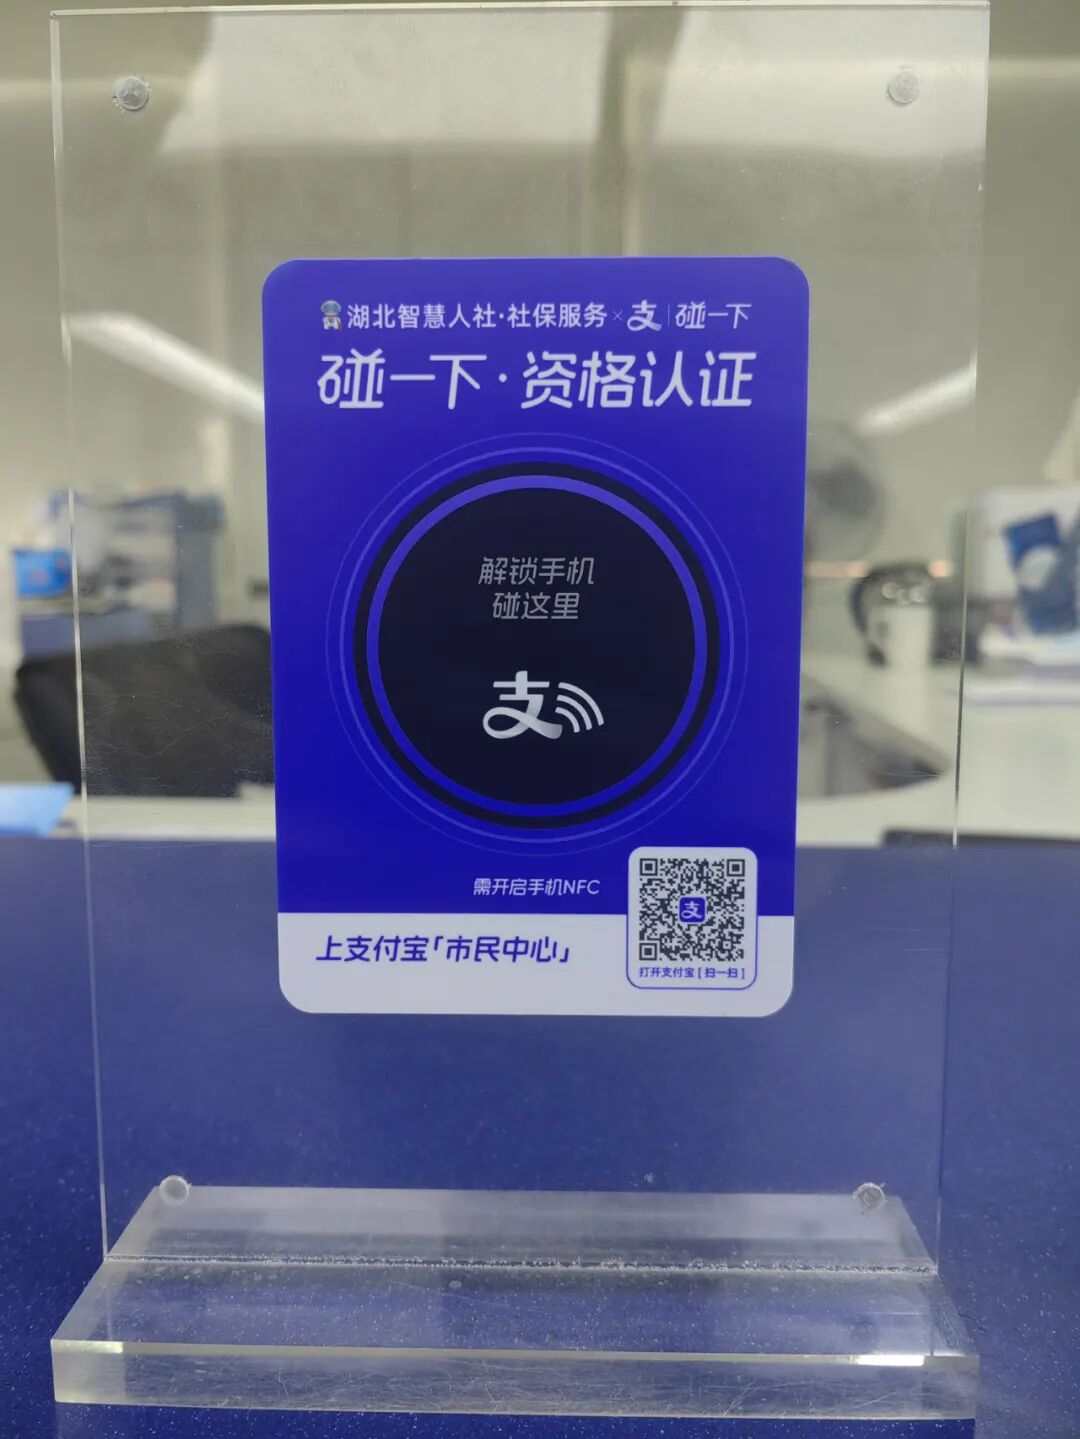 湖北智慧人社·社保服务×支|碰一下
碰一下·资格认证
解锁手机
碰这里
支
需开启手机NFC
上支付宝「市民中心」
支
打开支付宝[扫一扫]